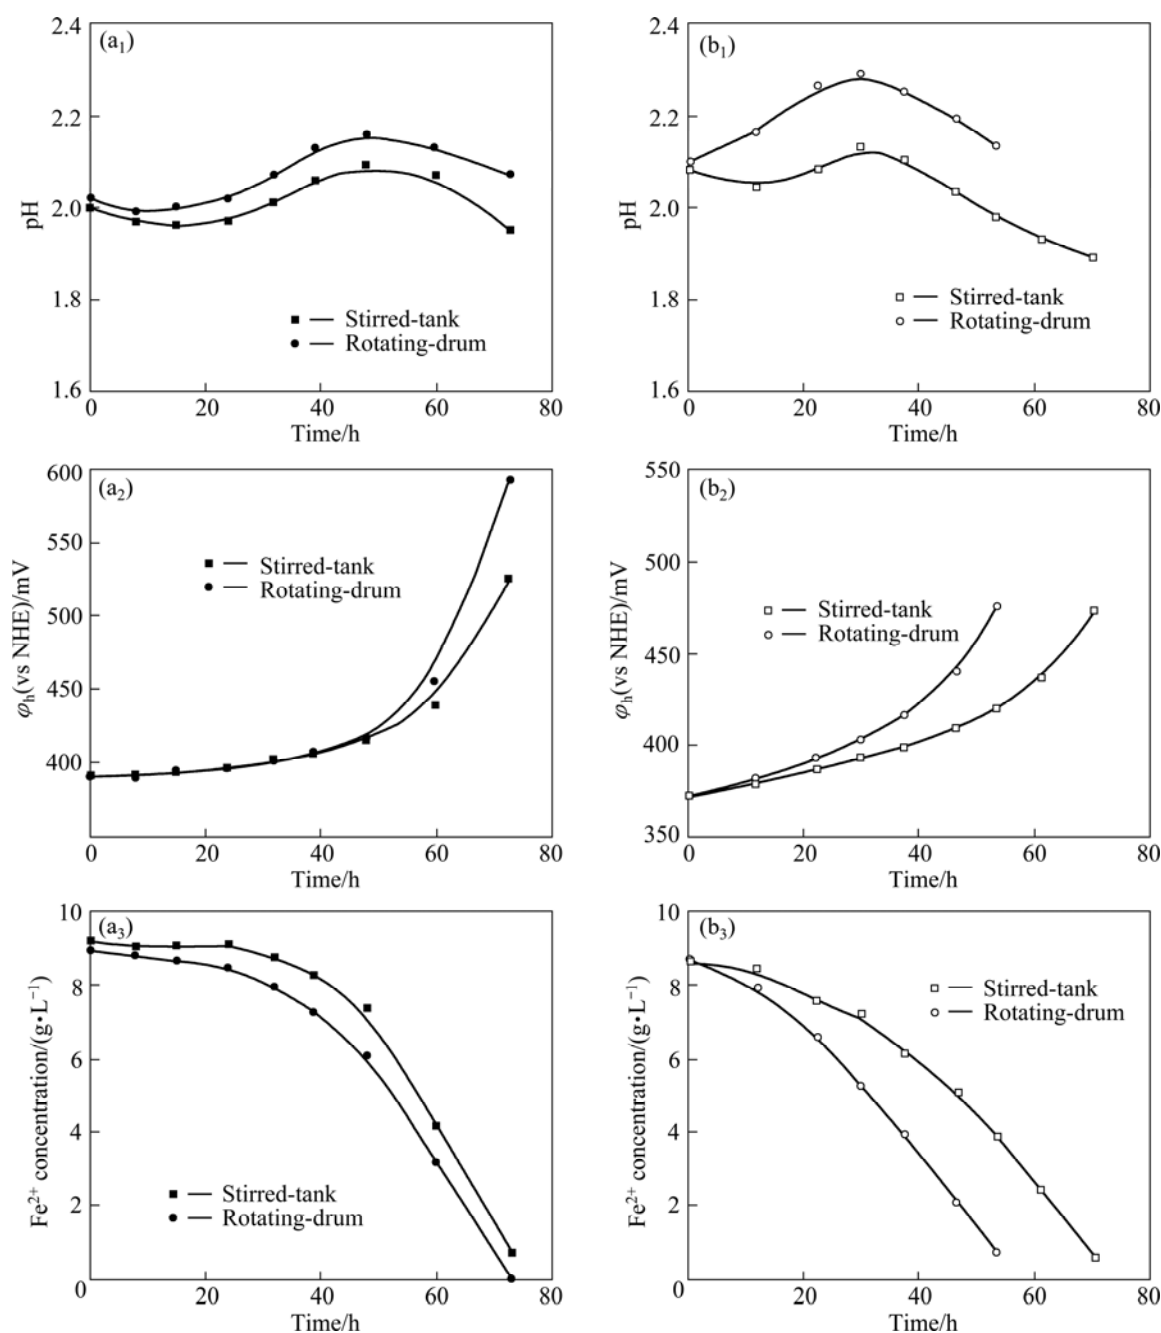 (a1)
2.4
2.2
2.0
1.8
1.6
pH
Stirred-tank
Rotating-drum
0 20 40 60 80
Time/h
(b1)
2.4
2.2
2.0
1.8
1.6
pH
Stirred-tank
Rotating-drum
0 20 40 60 80
Time/h
(a2)
600
550
500
450
400
φh(vs NHE)/mV
Stirred-tank
Rotating-drum
0 20 40 60 80
Time/h
(b2)
550
500
450
400
350
φh(vs NHE)/mV
Stirred-tank
Rotating-drum
0 20 40 60 80
Time/h
(a3)
10
8
6
4
2
0
Fe²⁺ concentration/(g•L⁻¹)
Stirred-tank
Rotating-drum
20 40 60 80
Time/h
(b3)
10
8
6
4
2
0
Fe²⁺ concentration/(g•L⁻¹)
Stirred-tank
Rotating-drum
20 40 60 80
Time/h